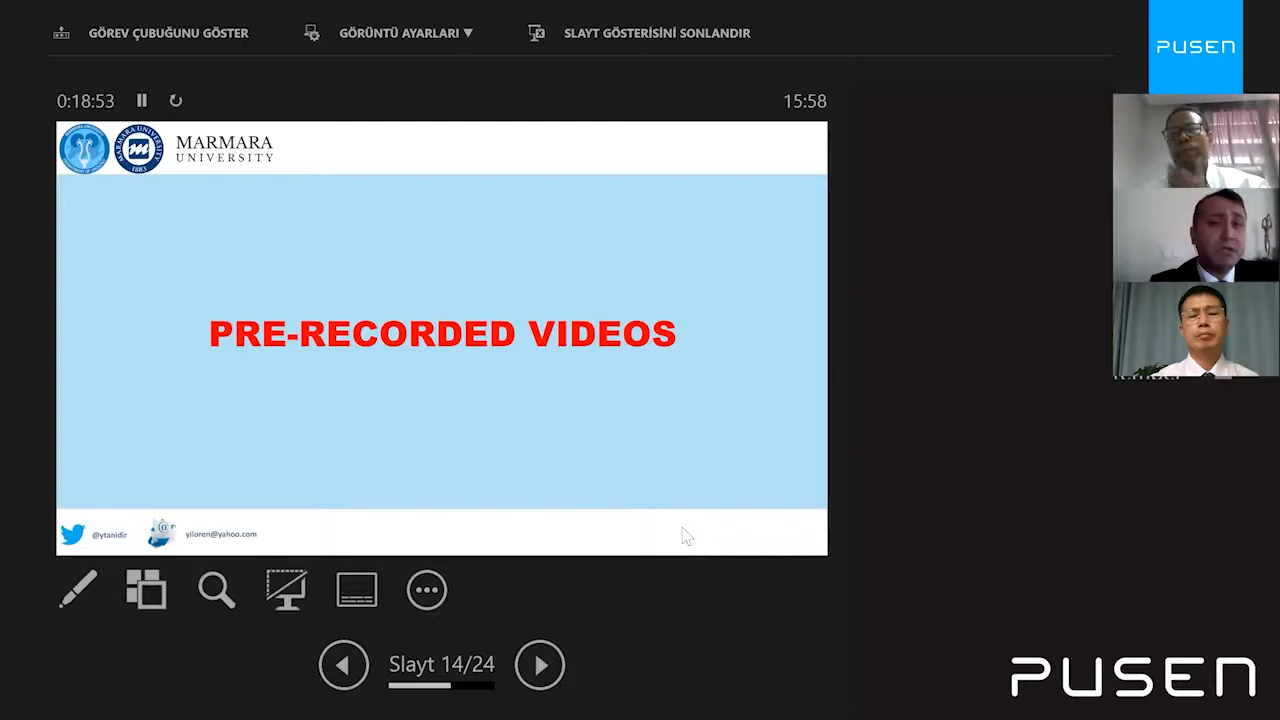 GÖREV ÇUBUĞUNU GÖSTER
GÖRÜNTÜ AYARLARI ▼
SLAYT GÖSTERİSİNİ SONLANDIR
PUSEN
0:18:53
15:58
MARMARA
UNIVERSITY
PRE-RECORDED VIDEOS
@ytanidir
yiloren@yahoo.com
Slayt 14/24
PUSEN